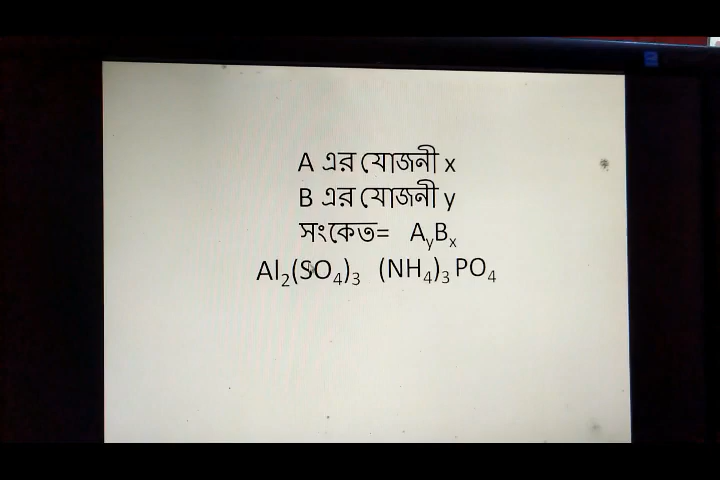 A এর যোজনী x
B এর যোজনী y
সংকেত= AyBx
Al2(SO4)3 (NH4)3 PO4